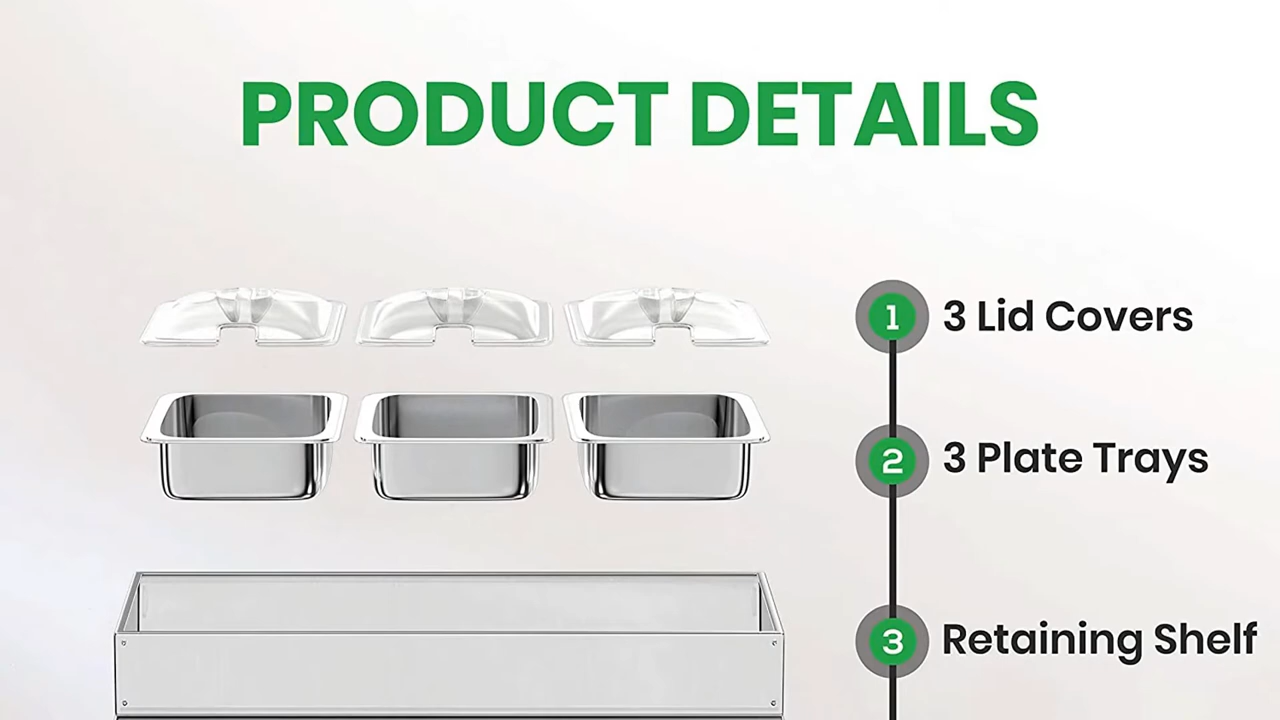 PRODUCT DETAILS
1 3 Lid Covers
2 3 Plate Trays
3 Retaining Shelf